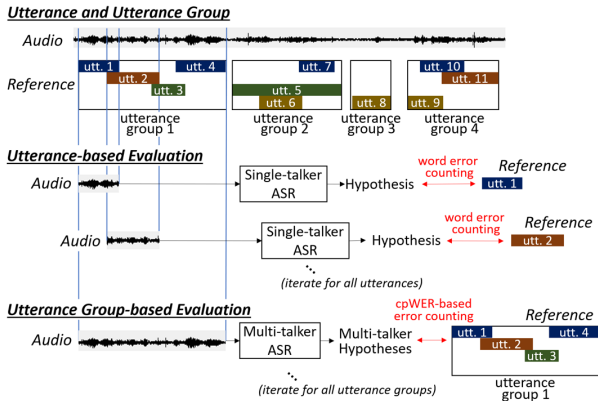 Utterance and Utterance Group
Audio
Reference
utt. 1
utt. 4
utt. 7
utt. 10
utt. 2
utt. 11
utt. 3
utt. 5
utt. 6
utt. 8
utt. 9
utterance
group 1
utterance
group 2
utterance
group 3
utterance
group 4
Utterance-based Evaluation
Audio
Single-talker
ASR
Hypothesis
word error
counting
Reference
utt. 1
Audio
Single-talker
ASR
Hypothesis
word error
counting
Reference
utt. 2
(iterate for all utterances)
Utterance Group-based Evaluation
Audio
Multi-talker
ASR
Multi-talker
Hypotheses
cpWER-based
error counting
Reference
utt. 1
utt. 4
utt. 2
utt. 3
utterance
group 1
(iterate for all utterance groups)